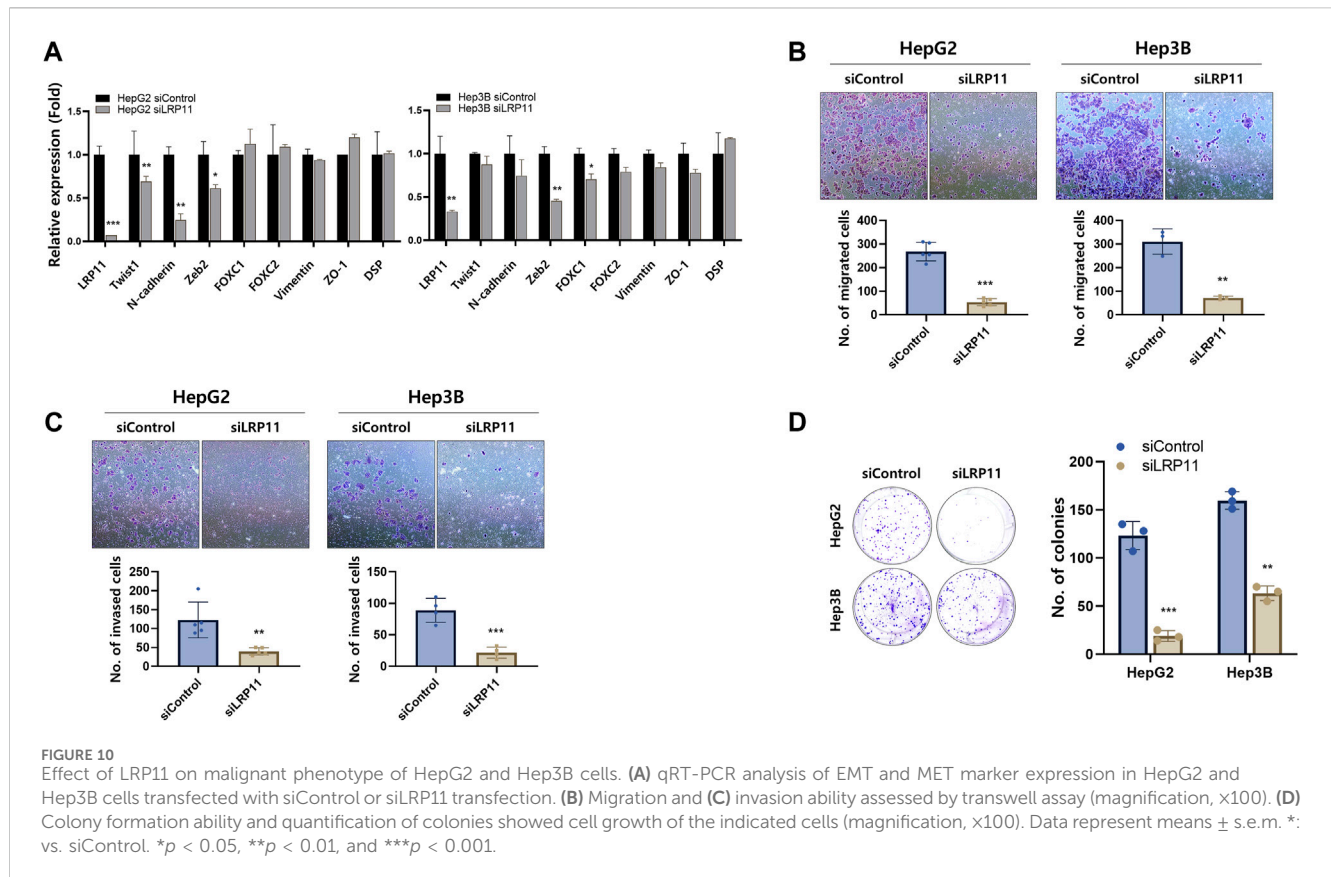 A
HepG2 siControl
HepG2 siLRP11
Relative expression (Fold)
1.5
1.0
0.5
0.0
LRP11
Twist1
N-cadherin
Zeb2
FOXC1
FOXC2
Vimentin
ZO-1
DSP
***
**
**
*
Hep3B siControl
Hep3B siLRP11
1.5
1.0
0.5
0.0
LRP11
Twist1
N-cadherin
Zeb2
FOXC1
FOXC2
Vimentin
ZO-1
DSP
**
**
*
B
HepG2
Hep3B
siControl
siLRP11
siControl
siLRP11
No. of migrated cells
400
300
200
100
0
***
siControl
siLRP11
No. of migrated cells
400
300
200
100
0
**
siControl
siLRP11
C
HepG2
Hep3B
siControl
siLRP11
siControl
siLRP11
No. of invased cells
250
200
150
100
50
0
**
siControl
siLRP11
No. of invased cells
150
100
50
0
***
siControl
siLRP11
D
siControl
siLRP11
HepG2
Hep3B
siControl
siLRP11
No. of colonies
200
150
100
50
0
***
**
HepG2
Hep3B
FIGURE 10
Effect of LRP11 on malignant phenotype of HepG2 and Hep3B cells. (A) qRT-PCR analysis of EMT and MET marker expression in HepG2 and
Hep3B cells transfected with siControl or siLRP11 transfection. (B) Migration and (C) invasion ability assessed by transwell assay (magnification, ×100). (D)
Colony formation ability and quantification of colonies showed cell growth of the indicated cells (magnification, ×100). Data represent means ± s.e.m. *:
vs. siControl. *p < 0.05, **p < 0.01, and ***p < 0.001.